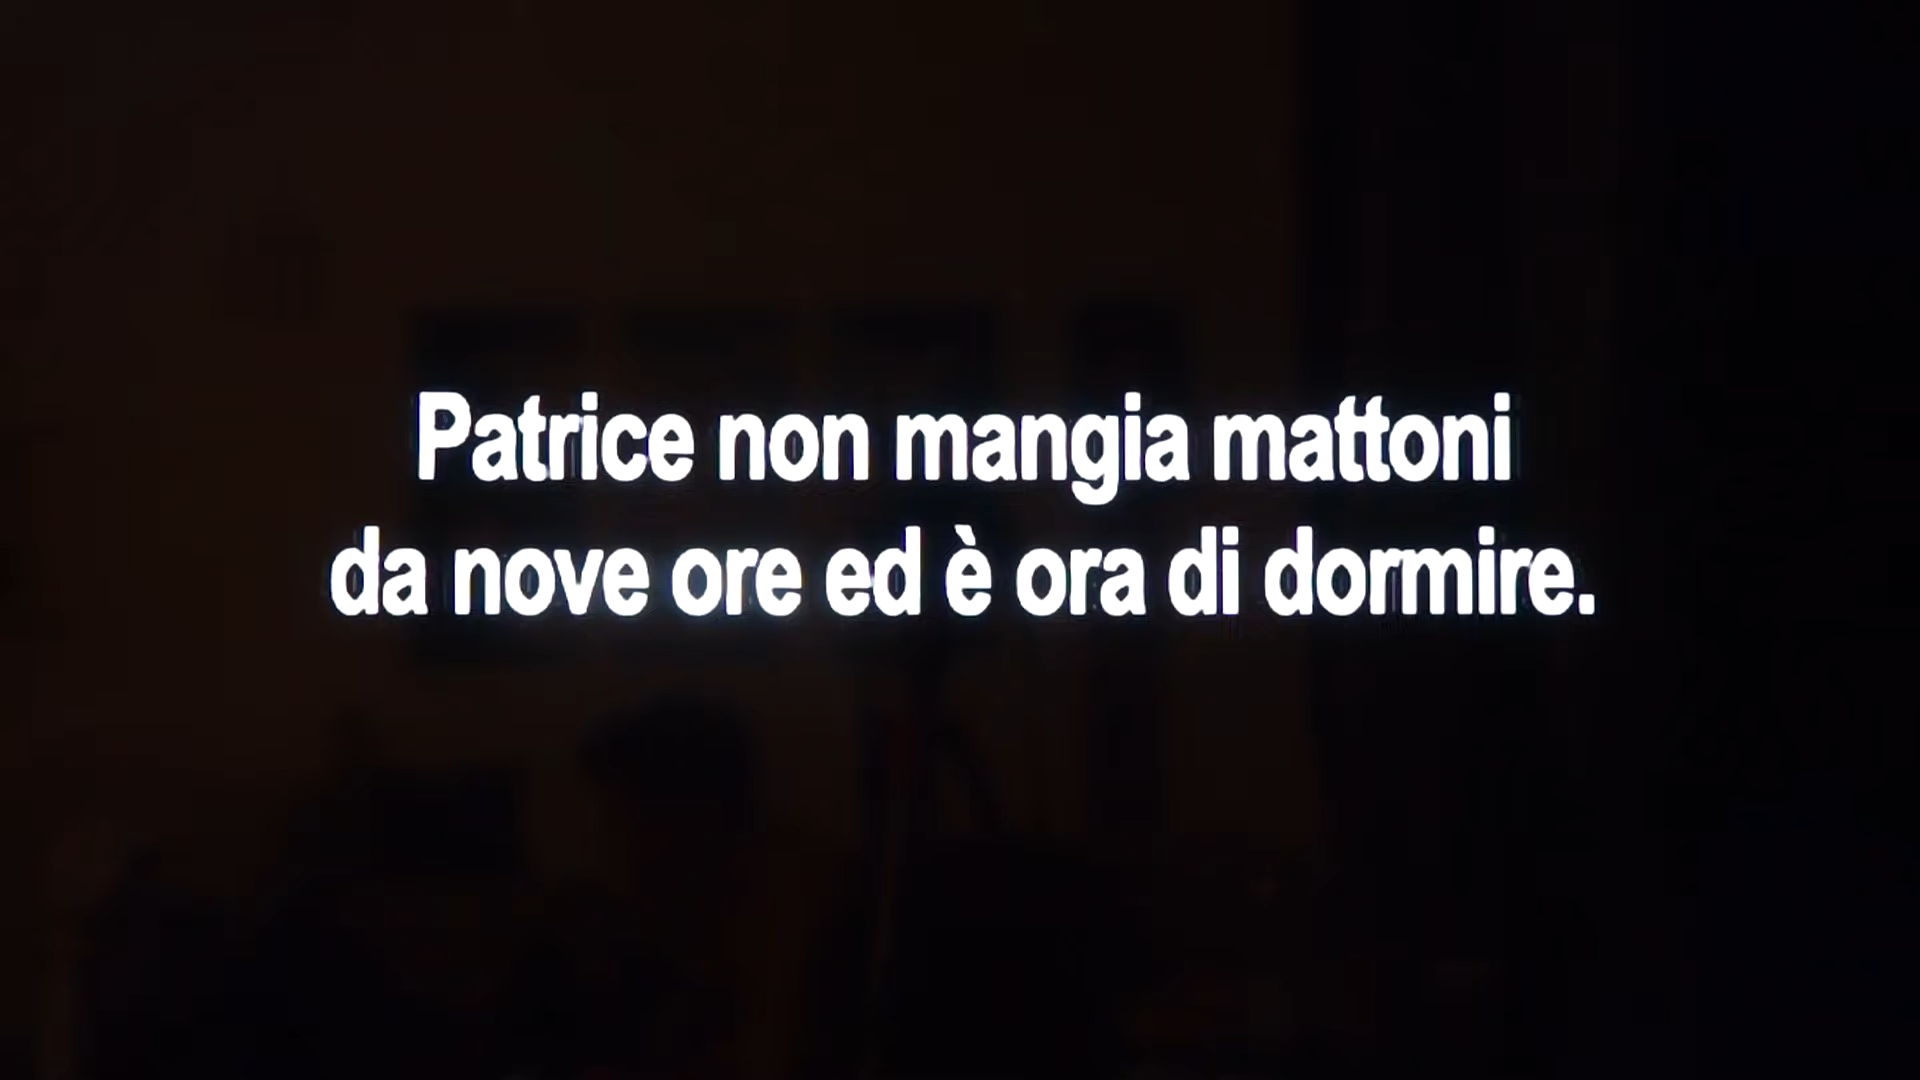 Patrice non mangia mattoni
da nove ore ed è ora di dormire.